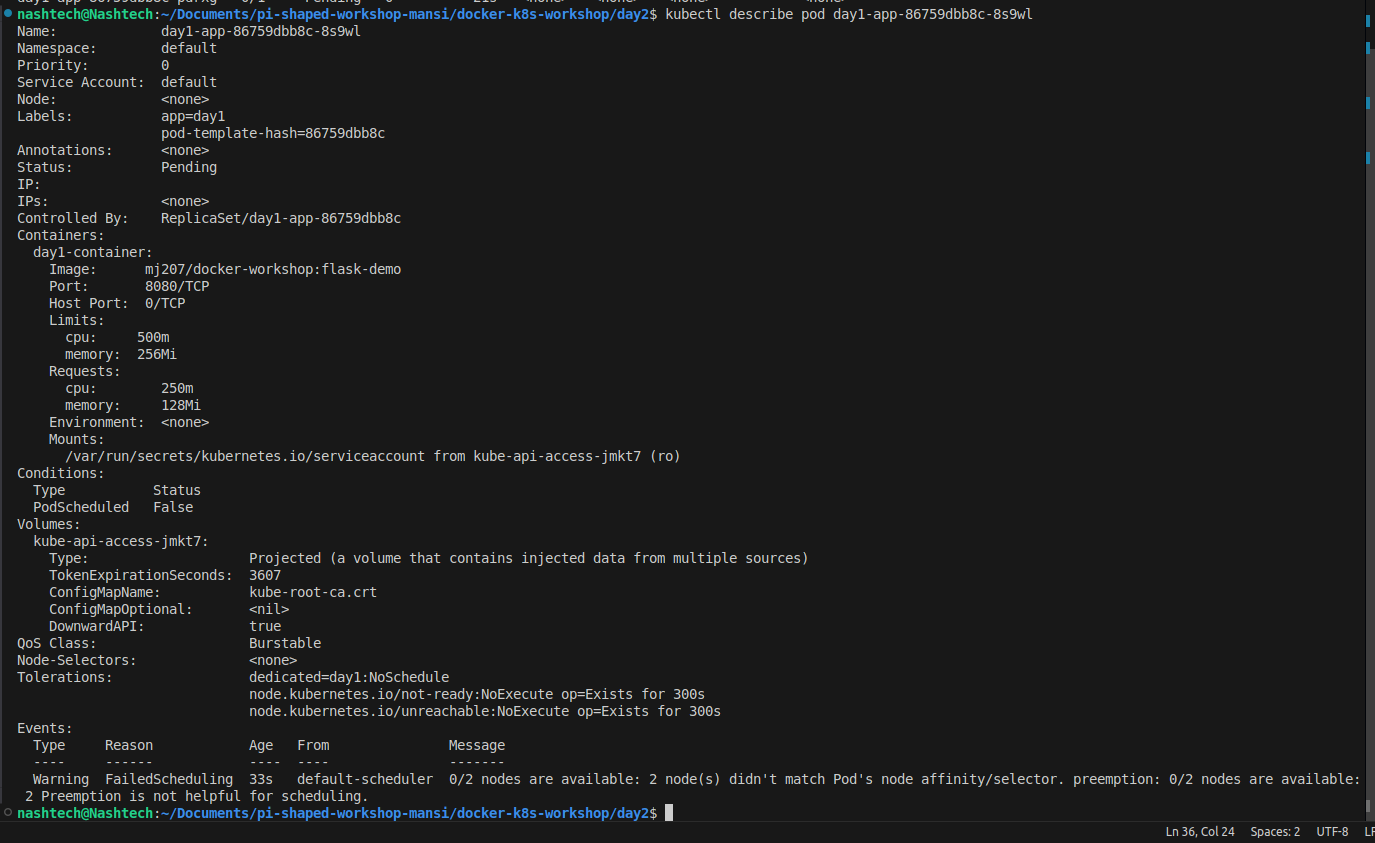 nashtech@Nashtech:~/Documents/pi-shaped-workshop-mansi/docker-k8s-workshop/day2$ kubectl describe pod day1-app-86759dbb8c-8s9wl
Name:             day1-app-86759dbb8c-8s9wl
Namespace:        default
Priority:         0
Service Account:  default
Node:             <none>
Labels:           app=day1
                  pod-template-hash=86759dbb8c
Annotations:      <none>
Status:           Pending
IP:
IPs:              <none>
Controlled By:    ReplicaSet/day1-app-86759dbb8c
Containers:
  day1-container:
    Image:      mj207/docker-workshop:flask-demo
    Port:       8080/TCP
    Host Port:  0/TCP
    Limits:
      cpu:     500m
      memory:  256Mi
    Requests:
      cpu:        250m
      memory:     128Mi
    Environment:  <none>
    Mounts:
      /var/run/secrets/kubernetes.io/serviceaccount from kube-api-access-jmkt7 (ro)
Conditions:
  Type           Status
  PodScheduled   False
Volumes:
  kube-api-access-jmkt7:
    Type:                    Projected (a volume that contains injected data from multiple sources)
    TokenExpirationSeconds:  3607
    ConfigMapName:           kube-root-ca.crt
    ConfigMapOptional:       <nil>
    DownwardAPI:             true
QoS Class:                   Burstable
Node-Selectors:              <none>
Tolerations:                 dedicated=day1:NoSchedule
                             node.kubernetes.io/not-ready:NoExecute op=Exists for 300s
                             node.kubernetes.io/unreachable:NoExecute op=Exists for 300s
Events:
  Type     Reason            Age   From               Message
  ----     ------            ----  ----               -------
  Warning  FailedScheduling  33s   default-scheduler  0/2 nodes are available: 2 node(s) didn't match Pod's node affinity/selector. preemption: 0/2 nodes are available:
 2 Preemption is not helpful for scheduling.
nashtech@Nashtech:~/Documents/pi-shaped-workshop-mansi/docker-k8s-workshop/day2$
Ln 36, Col 24 Spaces: 2 UTF-8